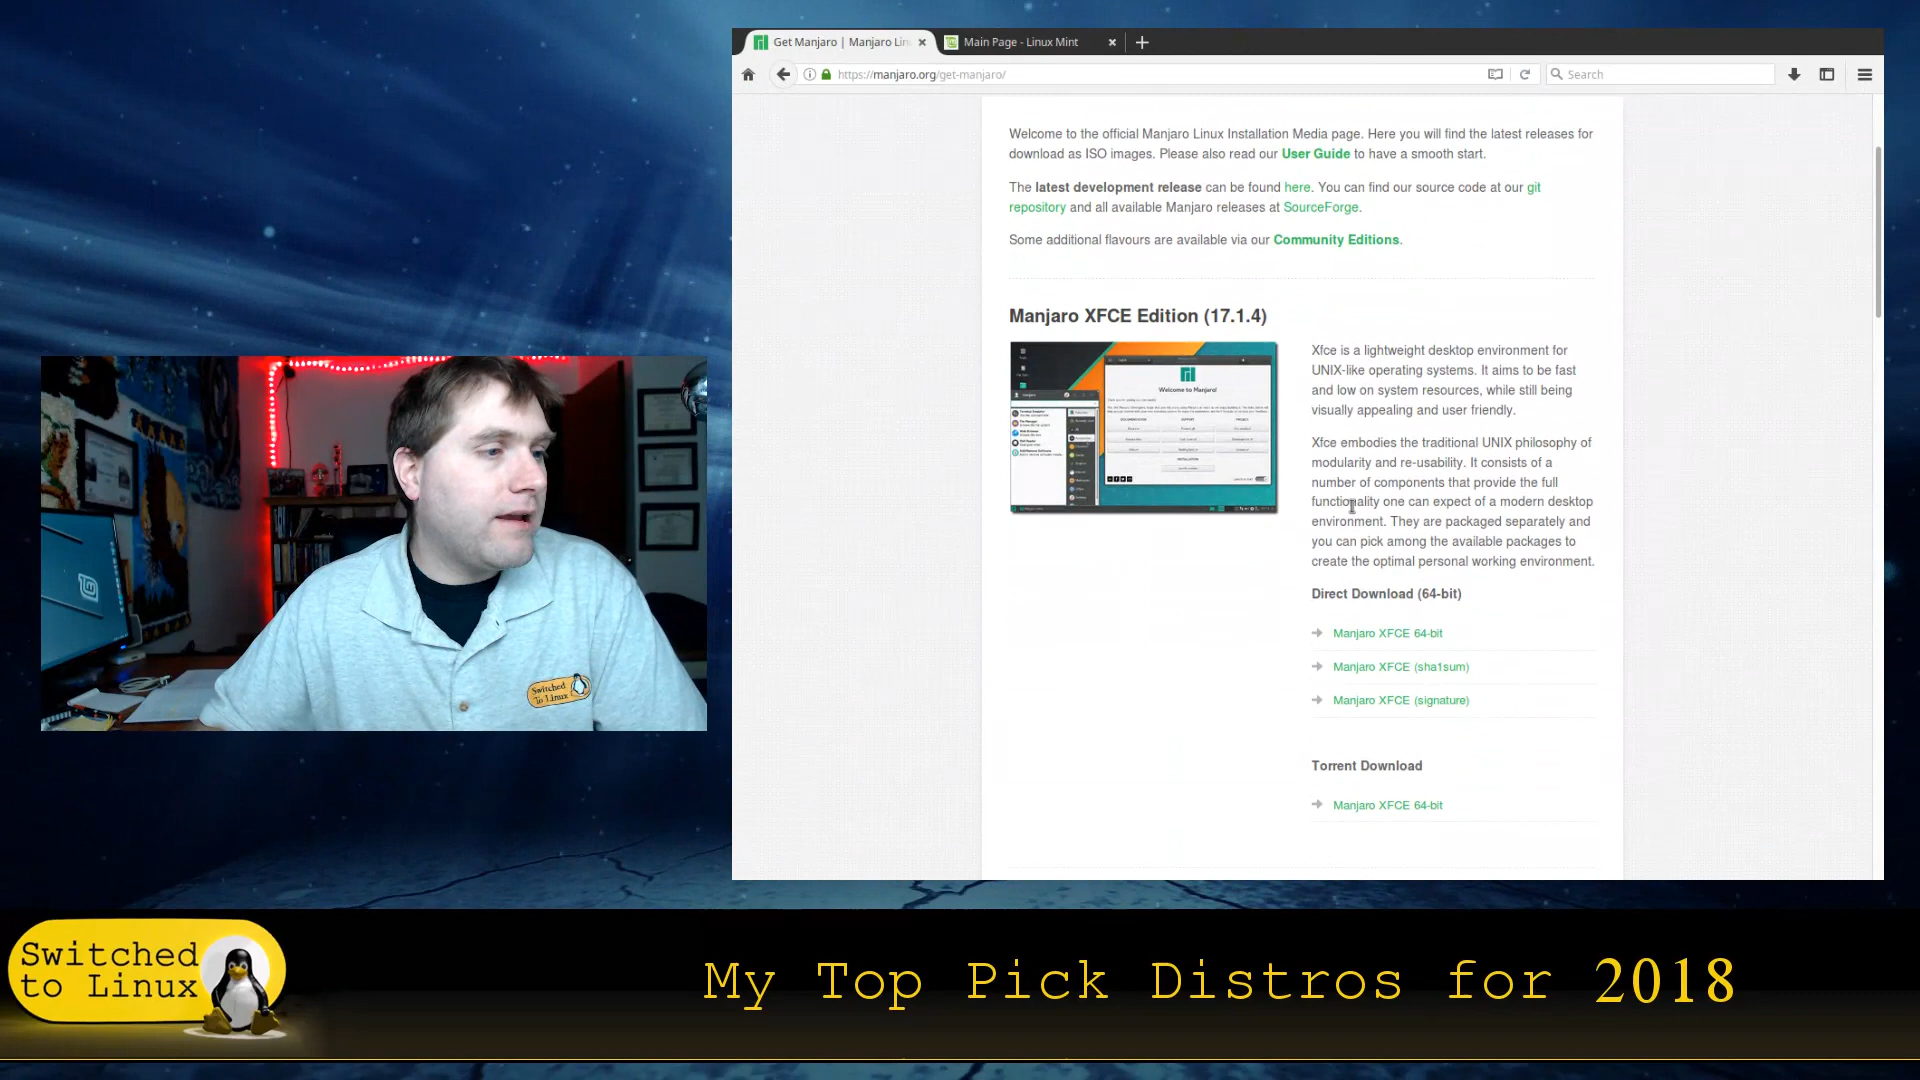 Get Manjaro | Manjaro Lin
Main Page - Linux Mint
https://manjaro.org/get-manjaro/
Search
Welcome to the official Manjaro Linux Installation Media page. Here you will find the latest releases for
download as ISO images. Please also read our User Guide to have a smooth start.
The latest development release can be found here. You can find our source code at our git
repository and all available Manjaro releases at SourceForge.
Some additional flavours are available via our Community Editions.
Manjaro XFCE Edition (17.1.4)
Welcome to Manjaro!
Xfce is a lightweight desktop environment for
UNIX-like operating systems. It aims to be fast
and low on system resources, while still being
visually appealing and user friendly.
Xfce embodies the traditional UNIX philosophy of
modularity and re-usability. It consists of a
number of components that provide the full
functionality one can expect of a modern desktop
environment. They are packaged separately and
you can pick among the available packages to
create the optimal personal working environment.
Direct Download (64-bit)
Manjaro XFCE 64-bit
Manjaro XFCE (sha1sum)
Manjaro XFCE (signature)
Torrent Download
Manjaro XFCE 64-bit
Switched
To Linux
Switched
to Linux
My Top Pick Distros for 2018